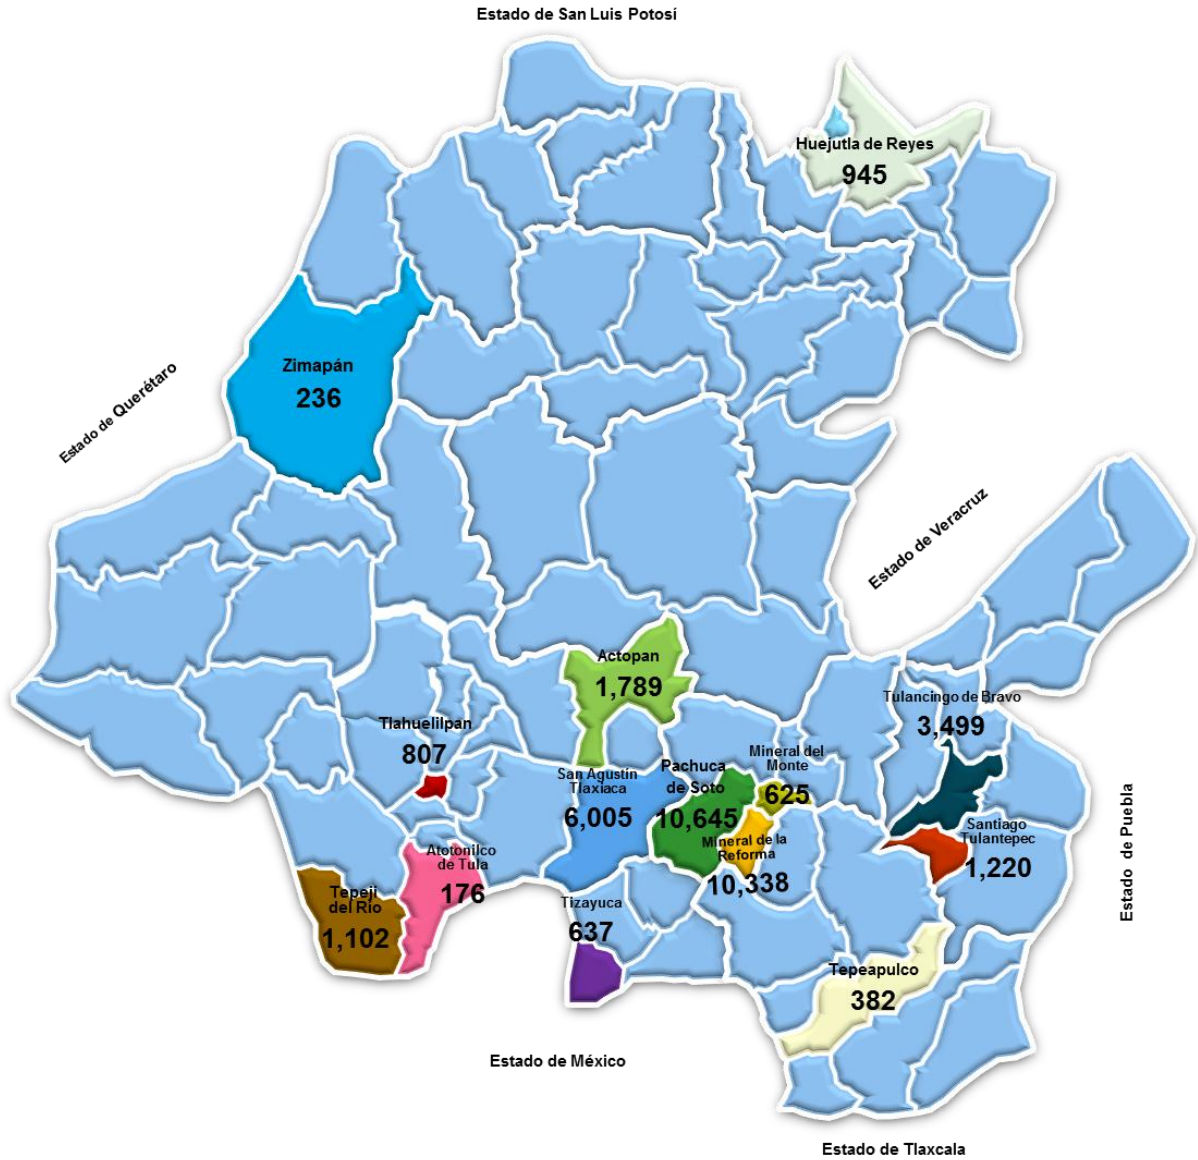 Estado de San Luis Potosí
Huejutla de Reyes
945
Zimapán
236
Estado de Querétaro
Estado de Veracruz
Actopan
1,789
Tulancingo de Bravo
3,499
Tlahuelilpan
807
San Agustín
Tlaxiaca
6,005
Pachuca
de Soto
10,645
Mineral del
Monte
625
Mineral de la
Reforma
10,338
Santiago
Tulantepec
1,220
Atotonilco
de Tula
176
Tepeji
del Río
1,102
Tizayuca
637
Tepeapulco
382
Estado de Puebla
Estado de México
Estado de Tlaxcala